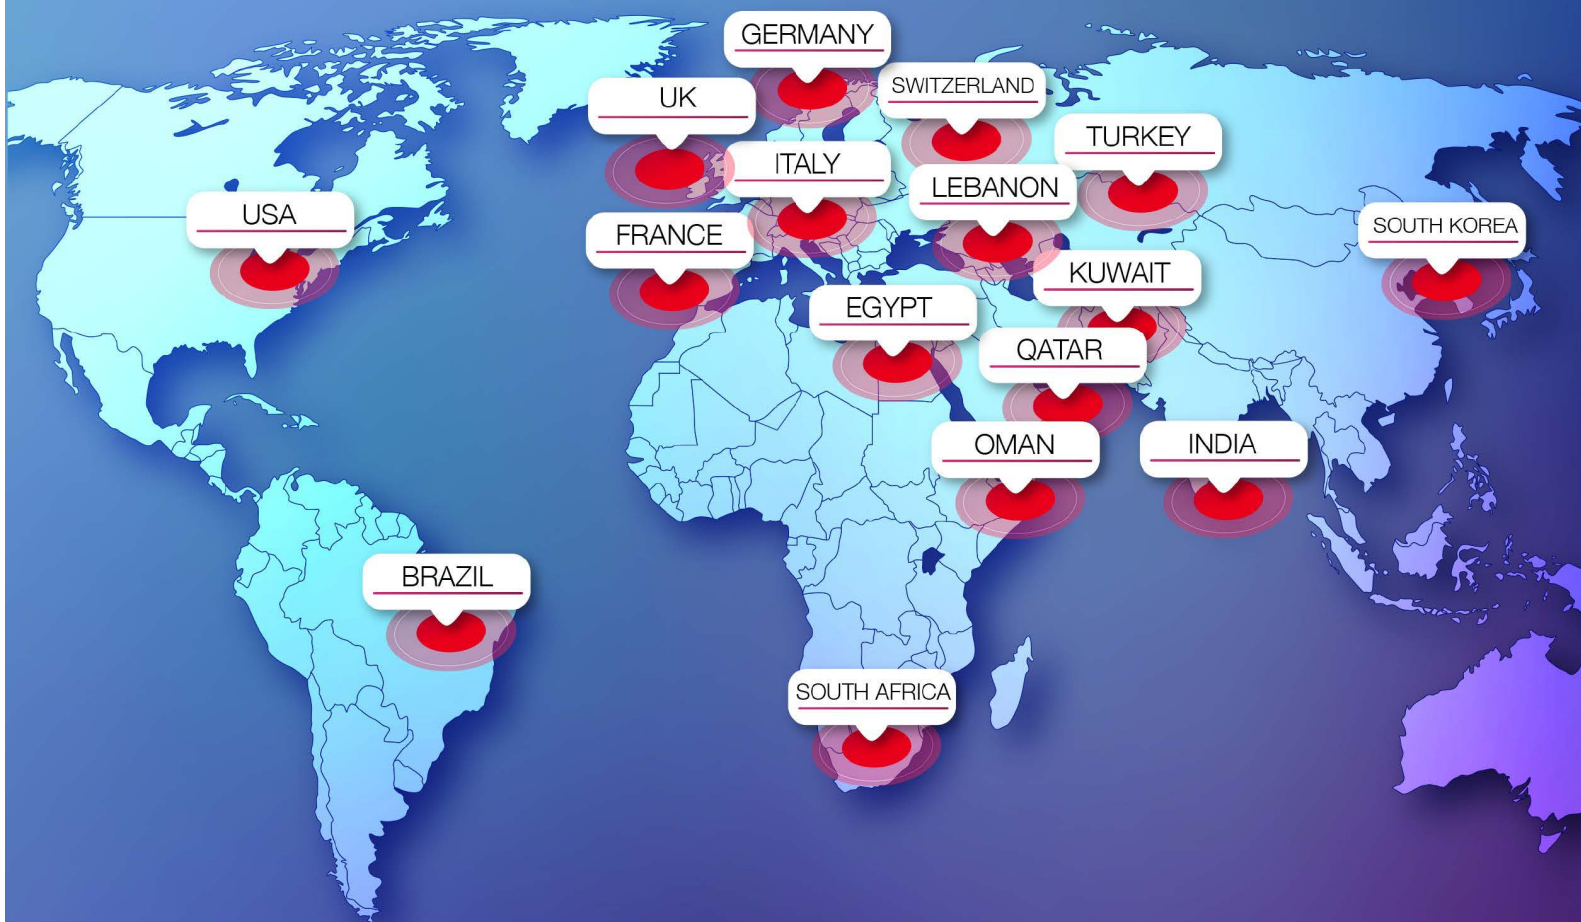 GERMANY
SWITZERLAND
UK
TURKEY
ITALY
LEBANON
USA
FRANCE
SOUTH KOREA
KUWAIT
EGYPT
QATAR
OMAN
INDIA
BRAZIL
SOUTH AFRICA